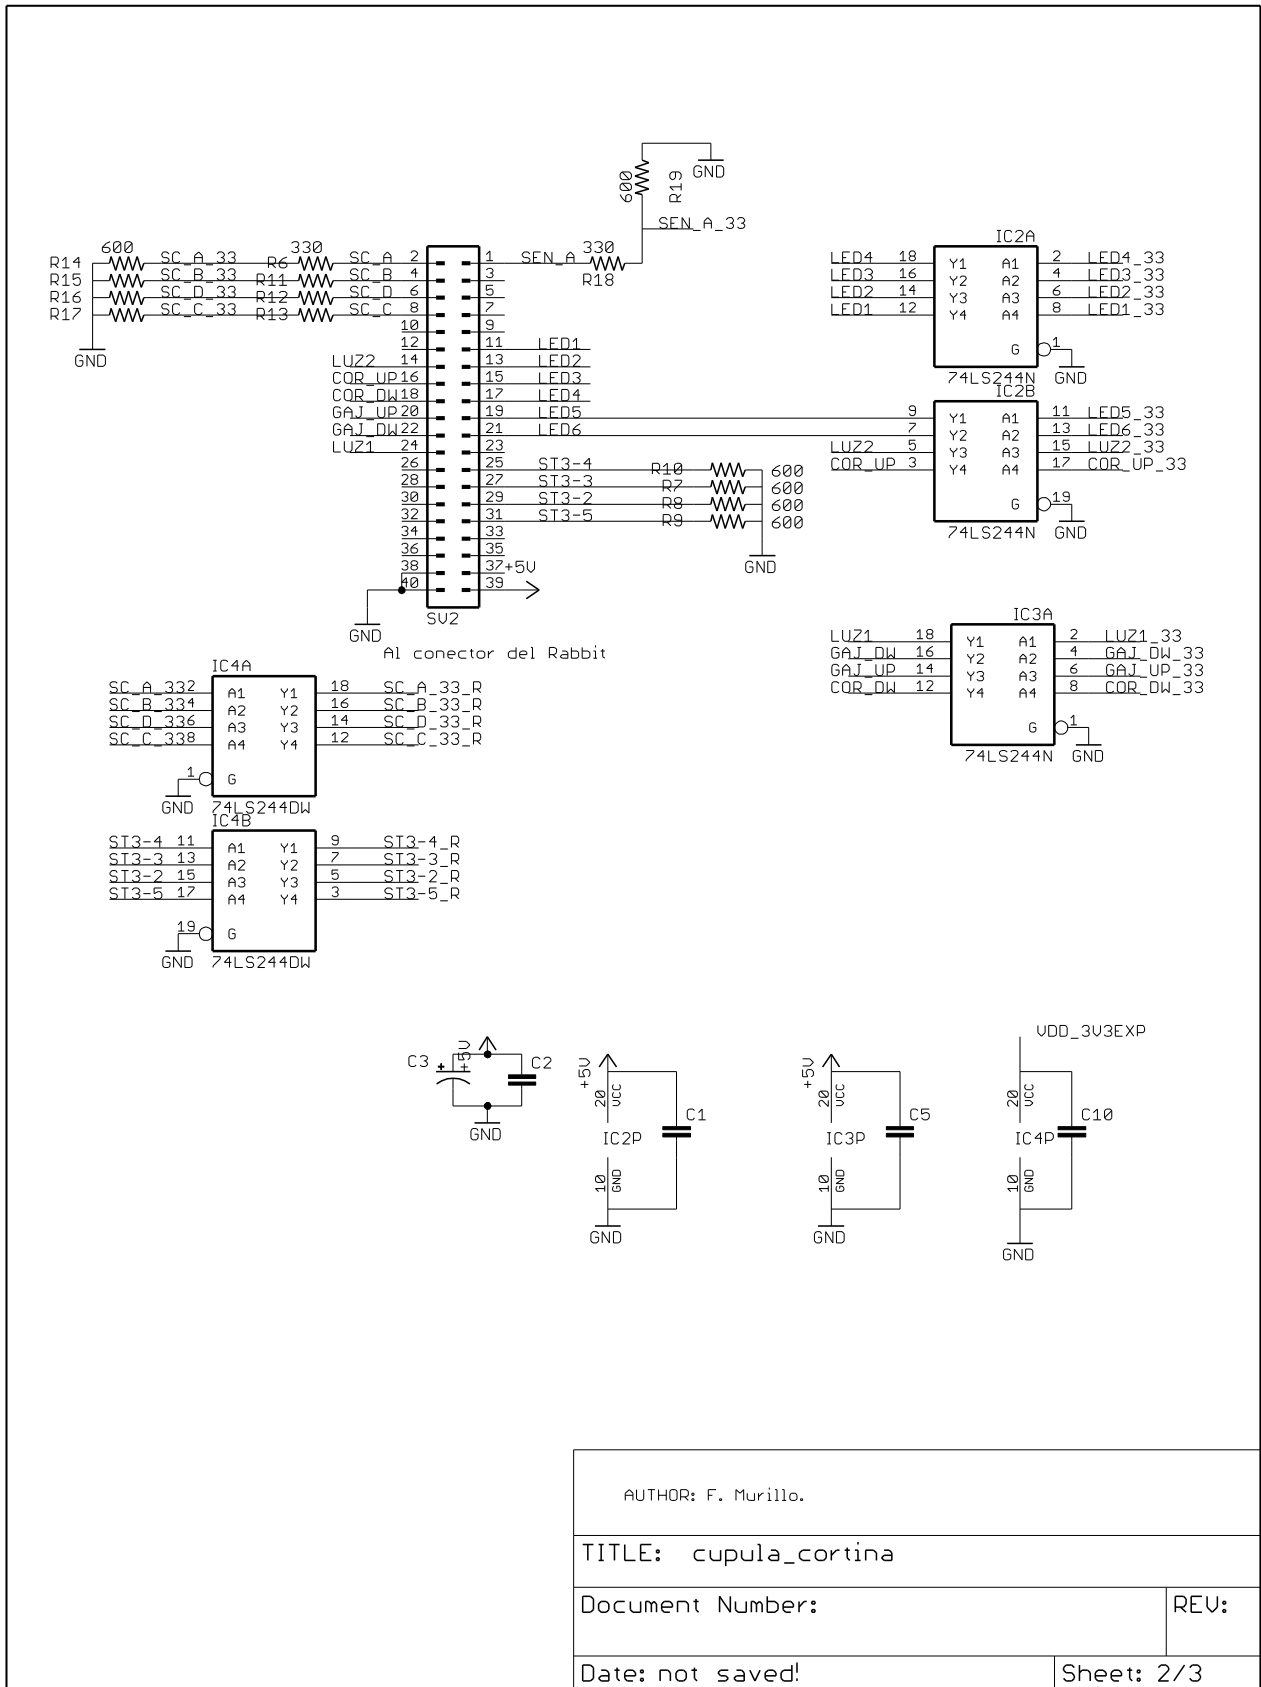 GND
600
R19
SEN_A_33
600 330 330
R14 SC_A_33 R6 SC_A 2 1 SEN_A
R18
R15 SC_B_33 R11 SC_B 4 3
R16 SC_D_33 R12 SC_D 6 5
R17 SC_C_33 R13 SC_C 8 7
10 9
GND
12 11 LED1
LUZ2 14 13 LED2
COR_UP 16 15 LED3
COR_DW 18 17 LED4
GAJ_UP 20 19 LED5
GAJ_DW 22 21 LED6
LUZ1 24 23
26 25 ST3-4 R10 600
28 27 ST3-3 R7 600
30 29 ST3-2 R8 600
32 31 ST3-5 R9 600
34 33
36 35
GND
38 37 +5V
40 39
GND
SV2
Al conector del Rabbit
IC2A
LED4 18 Y1 A1 2 LED4_33
LED3 16 Y2 A2 4 LED3_33
LED2 14 Y3 A3 6 LED2_33
LED1 12 Y4 A4 8 LED1_33
G 1
74LS244N GND
IC2B
9 Y1 A1 11 LED5_33
7 Y2 A2 13 LED6_33
LUZ2 5 Y3 A3 15 LUZ2_33
COR_UP 3 Y4 A4 17 COR_UP_33
G 19
74LS244N GND
IC3A
LUZ1 18 Y1 A1 2 LUZ1_33
GAJ_DW 16 Y2 A2 4 GAJ_DW_33
GAJ_UP 14 Y3 A3 6 GAJ_UP_33
COR_DW 12 Y4 A4 8 COR_DW_33
G 1
74LS244N GND
IC4A
SC_A_33 2 A1 Y1 18 SC_A_33_R
SC_B_33 4 A2 Y2 16 SC_B_33_R
SC_D_33 6 A3 Y3 14 SC_D_33_R
SC_C_33 8 A4 Y4 12 SC_C_33_R
1 G
GND 74LS244DW
IC4B
ST3-4 11 A1 Y1 9 ST3-4_R
ST3-3 13 A2 Y2 7 ST3-3_R
ST3-2 15 A3 Y3 5 ST3-2_R
ST3-5 17 A4 Y4 3 ST3-5_R
19 G
GND 74LS244DW
C3 +5V C2
GND
+5V
20 VCC
C1
IC2P
10 GND
GND
+5V
20 VCC
C5
IC3P
10 GND
GND
VDD_3V3EXP
20 VCC
C10
IC4P
10 GND
GND
AUTHOR: F. Murillo.
TITLE: cupula_cortina
Document Number: REV:
Date: not saved! Sheet: 2/3